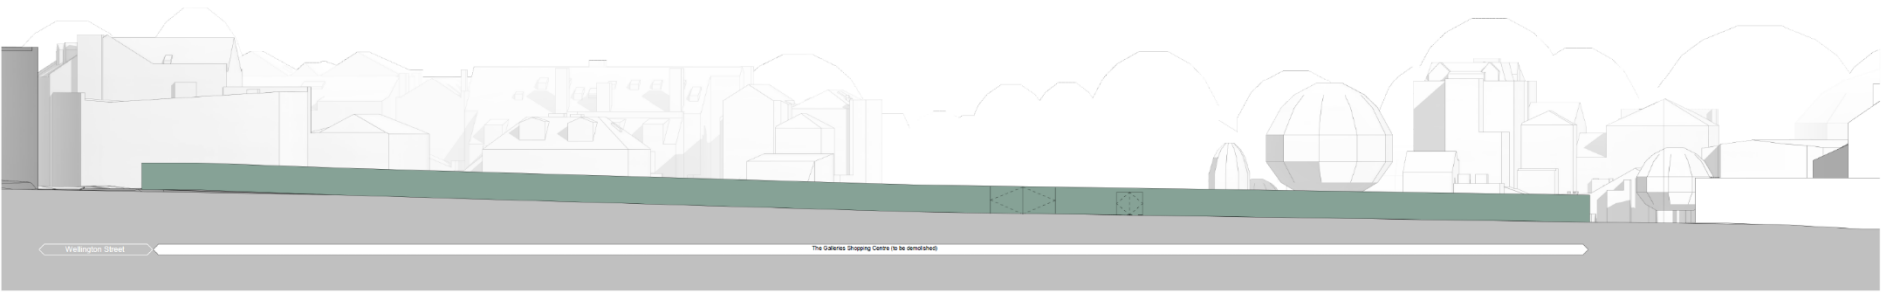 Wellington Street
The Galleries Shopping Centre (to be demolished)